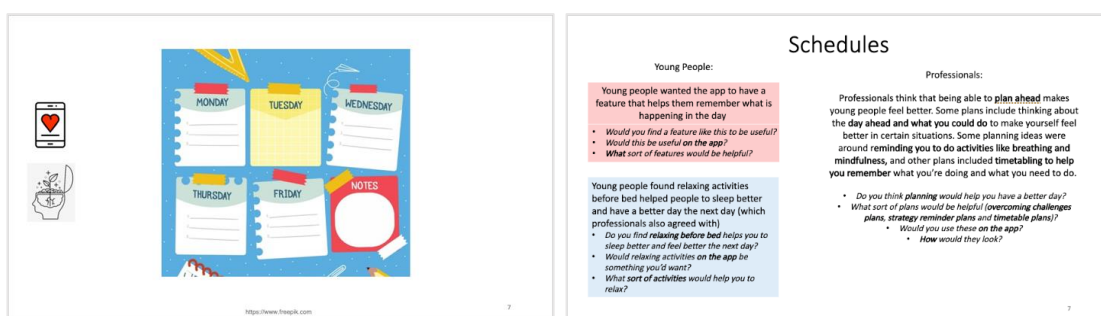 MONDAY
TUESDAY
WEDNESDAY
THURSDAY
FRIDAY
NOTES
https://www.freepik.com
7
Schedules
Young People:
Young people wanted the app to have a
feature that helps them remember what is
happening in the day
• Would you find a feature like this to be useful?
• Would this be useful on the app?
• What sort of features would be helpful?
Young people found relaxing activities
before bed helped people to sleep better
and have a better day the next day (which
professionals also agreed with)
• Do you find relaxing before bed helps you to
sleep better and feel better the next day?
• Would relaxing activities on the app be
something you'd want?
• What sort of activities would help you to
relax?
Professionals:
Professionals think that being able to plan ahead makes
young people feel better. Some plans include thinking about
the day ahead and what you could do to make yourself feel
better in certain situations. Some planning ideas were
around reminding you to do activities like breathing and
mindfulness, and other plans included timetabling to help
you remember what you're doing and what you need to do.
• Do you think planning would help you have a better day?
• What sort of plans would be helpful (overcoming challenges
plans, strategy reminder plans and timetable plans)?
• Would you use these on the app?
• How would they look?
7